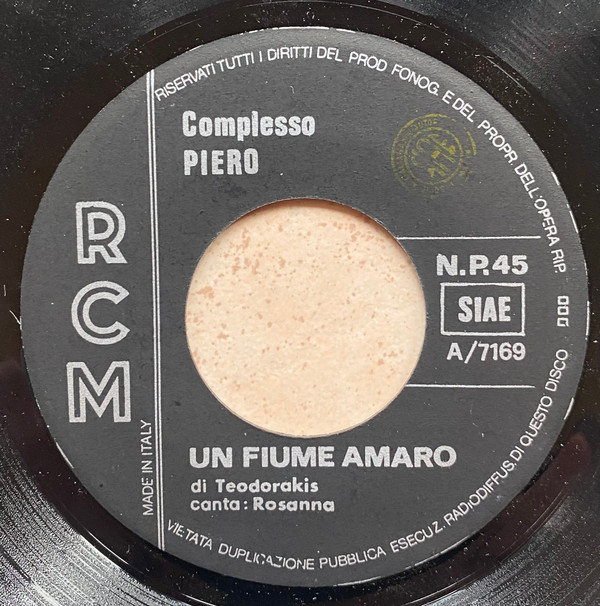 RISERVATI TUTTI I DIRITTI DEL PROD FONOG. E DEL PROPR. DELL'OPERA RIP.
Complesso
PIERO
RCM
N.P.45
SIAE
A/7169
UN FIUME AMARO
di Teodorakis
canta: Rosanna
MADE IN ITALY
VIETATA DUPLICAZIONE PUBBLICA ESECUZ. RADIODIFFUS. DI QUESTO DISCO